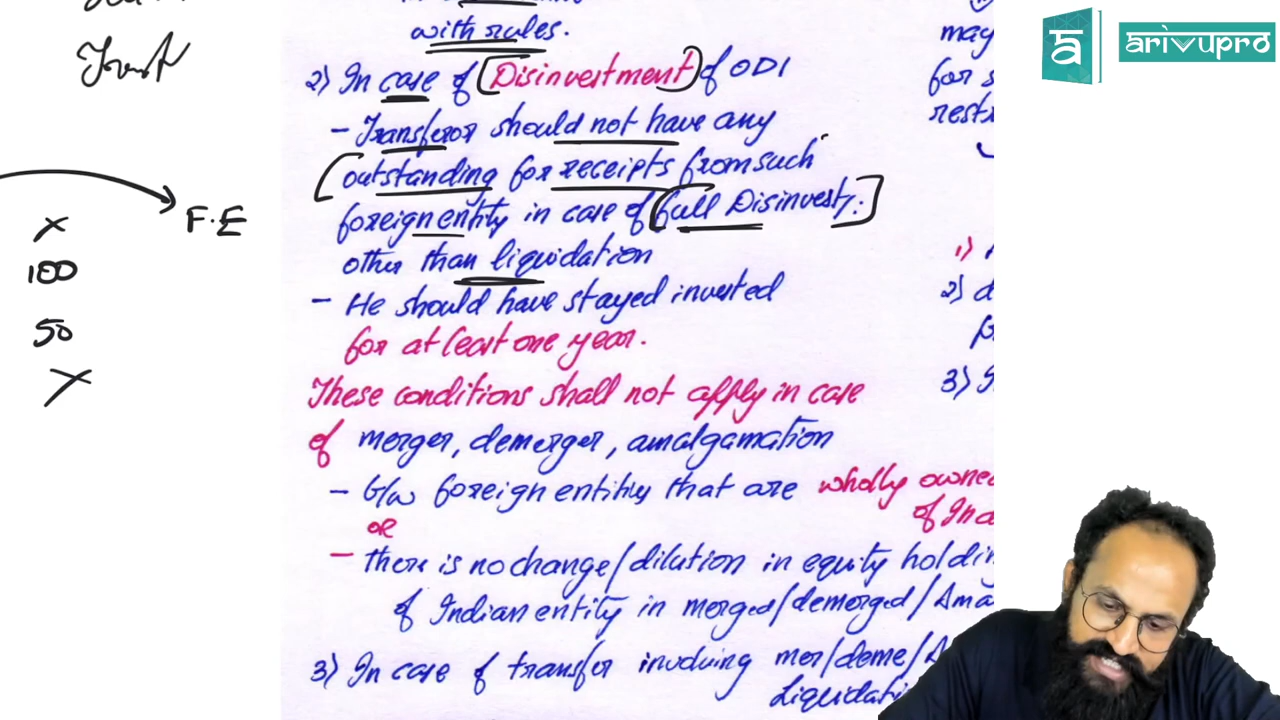 with rules.
2) In case of (Disinvestment) of ODI
- Transferor should not have any
outstanding for receipts from such
foreign entity in case of full Disinvest:
other than liquidation
- He should have stayed invested
for at least one year.
These conditions shall not apply in case
of merger, demerger, amalgamation
- b/w foreign entities that are wholly owned
of Ind
OR
- there is no change/dilution in equity holdin
of Indian entity in merged/demerged/Ama
3) In case of transfer involving mer/deme/A
Liquidati
F.E
100
50
may
for s
restr
1)
2) d
3)
a arivupro